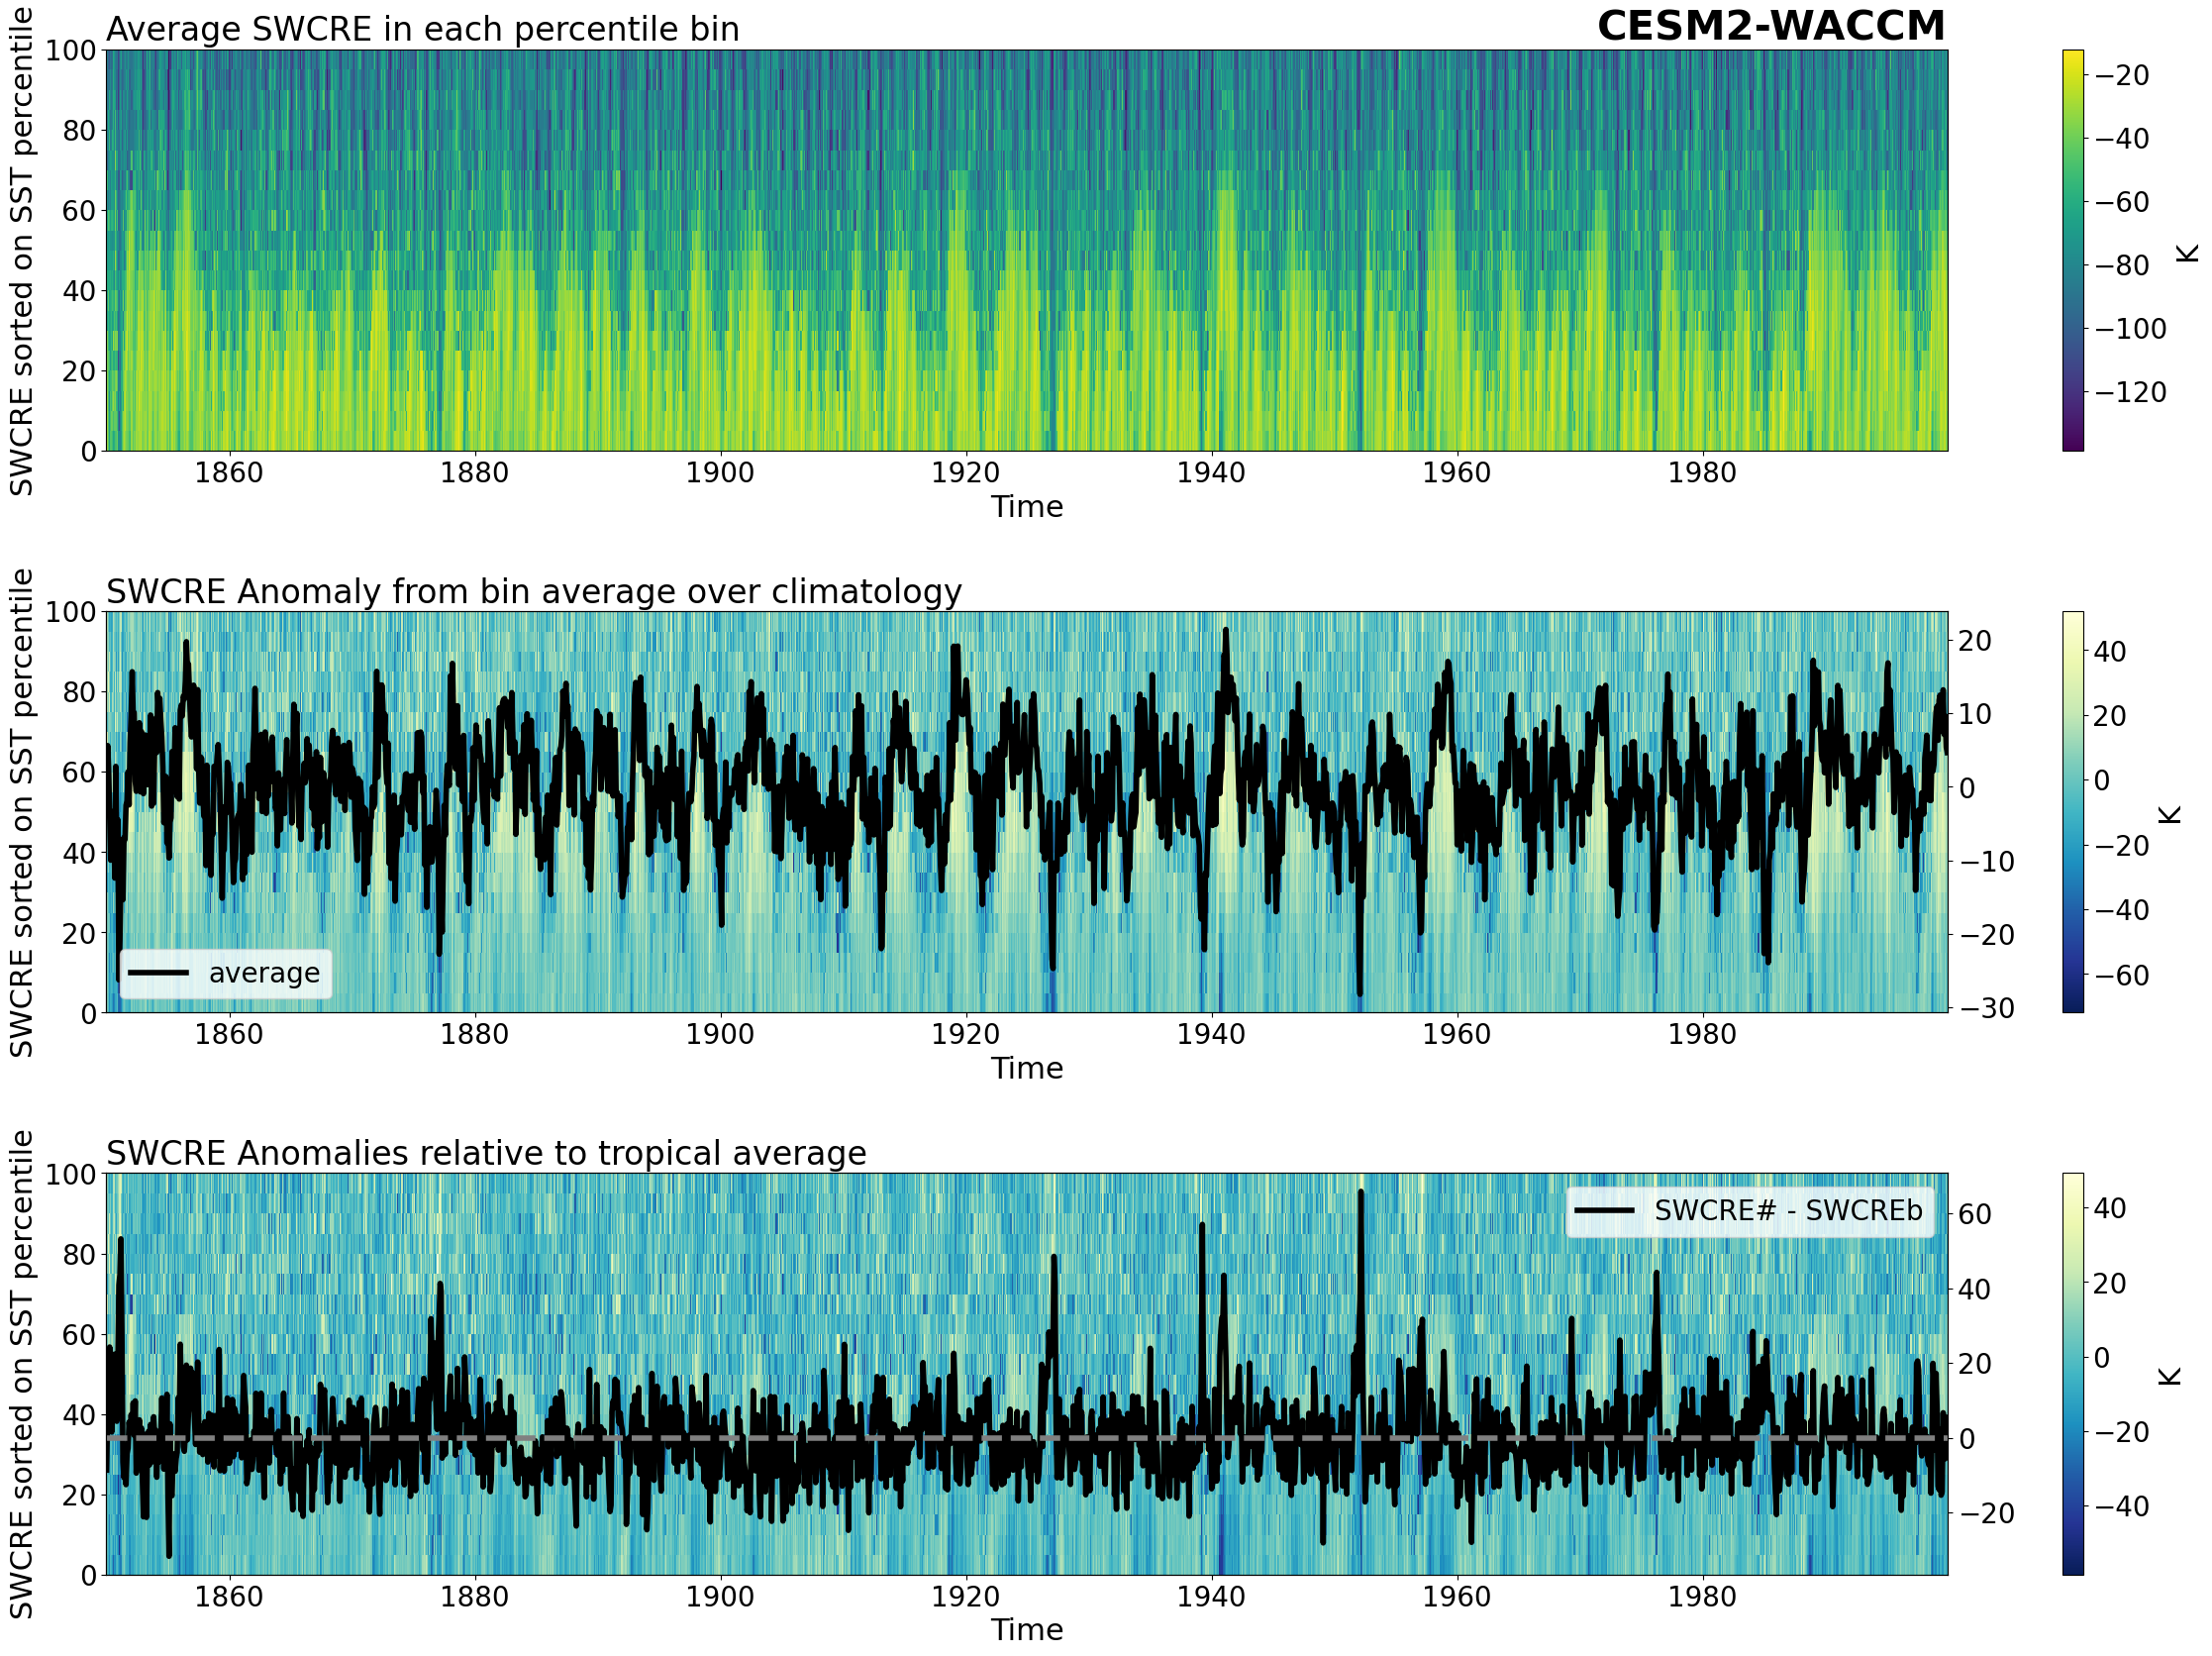 Average SWCRE in each percentile bin
CESM2-WACCM
SWCRE sorted on SST percentile
100
80
60
40
20
0
1860 1880 1900 1920 1940 1960 1980
Time
−20
−40
−60
−80
−100
−120
K
SWCRE Anomaly from bin average over climatology
SWCRE sorted on SST percentile
100
80
60
40
20
0
average
1860 1880 1900 1920 1940 1960 1980
Time
20
10
0
−10
−20
−30
40
20
0
−20
−40
−60
K
SWCRE Anomalies relative to tropical average
SWCRE sorted on SST percentile
100
80
60
40
20
0
SWCRE# - SWCREb
1860 1880 1900 1920 1940 1960 1980
Time
60
40
20
0
−20
40
20
0
−20
−40
K